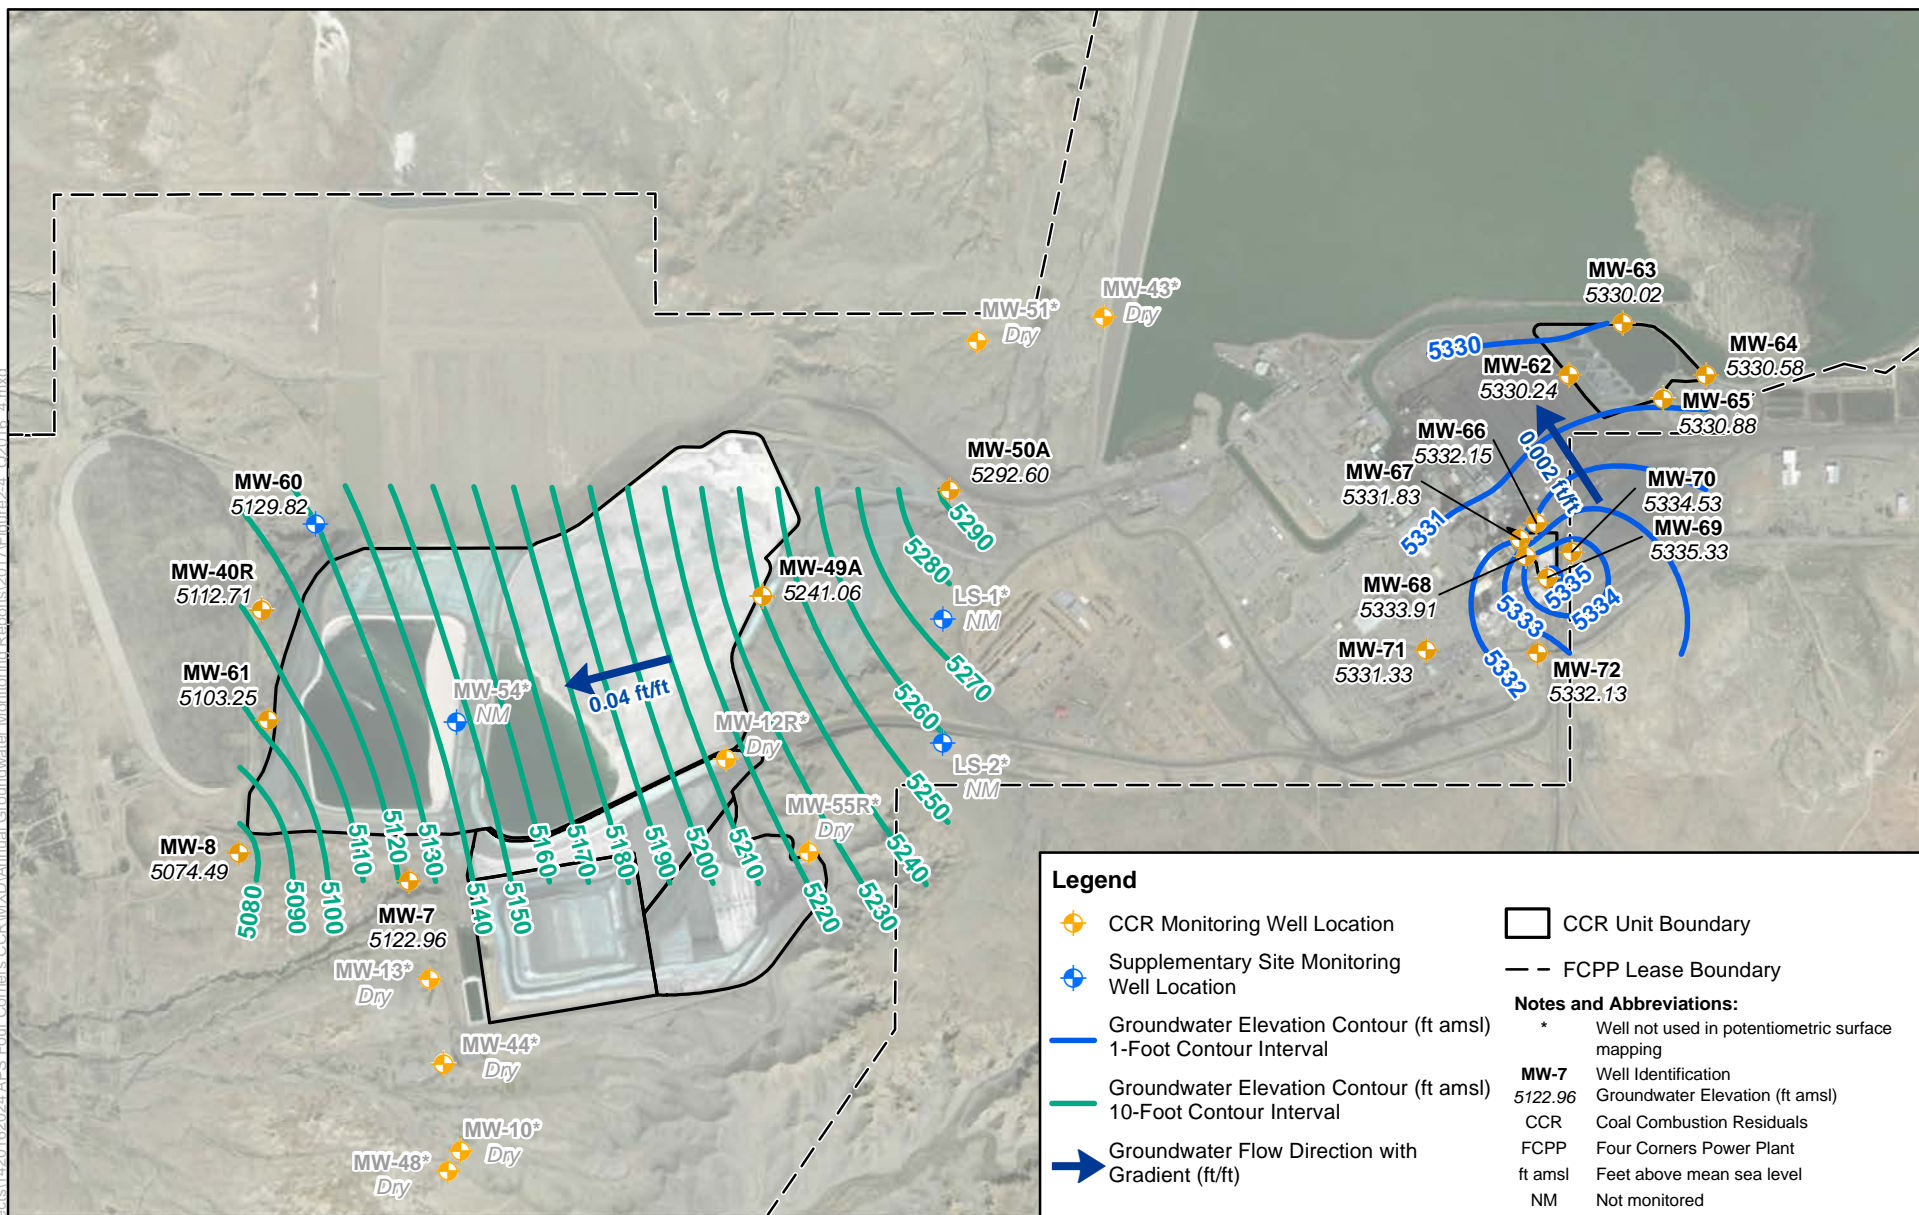 MW-63
5330.02
MW-43*
Dry
MW-51*
Dry
5330
MW-64
5330.58
MW-62
5330.24
MW-65
5330.88
MW-66
5332.15
0.002 ft/ft
MW-67
5331.83
MW-70
5334.53
MW-69
5335.33
5331
MW-50A
5292.60
5290
5280
MW-60
5129.82
MW-49A
5241.06
MW-40R
5112.71
LS-1*
NM
MW-68
5333.91
5335
5334
5333
5332
MW-71
5331.33
MW-72
5332.13
MW-61
5103.25
MW-54*
NM
0.04 ft/ft
5270
5260
MW-12R*
Dry
LS-2*
NM
5250
MW-55R*
Dry
MW-8
5074.49
5080
5090
5100
5110
5120
5130
5140
5150
5160
5170
5180
5190
5200
5210
5220
5230
5240
MW-7
5122.96
MW-13*
Dry
MW-44*
Dry
MW-10*
Dry
MW-48*
Dry
Legend
CCR Monitoring Well Location
Supplementary Site Monitoring
Well Location
Groundwater Elevation Contour (ft amsl)
1-Foot Contour Interval
Groundwater Elevation Contour (ft amsl)
10-Foot Contour Interval
Groundwater Flow Direction with
Gradient (ft/ft)
CCR Unit Boundary
FCPP Lease Boundary
Notes and Abbreviations:
* Well not used in potentiometric surface
mapping
MW-7 Well Identification
5122.96 Groundwater Elevation (ft amsl)
CCR Coal Combustion Residuals
FCPP Four Corners Power Plant
ft amsl Feet above mean sea level
NM Not monitored